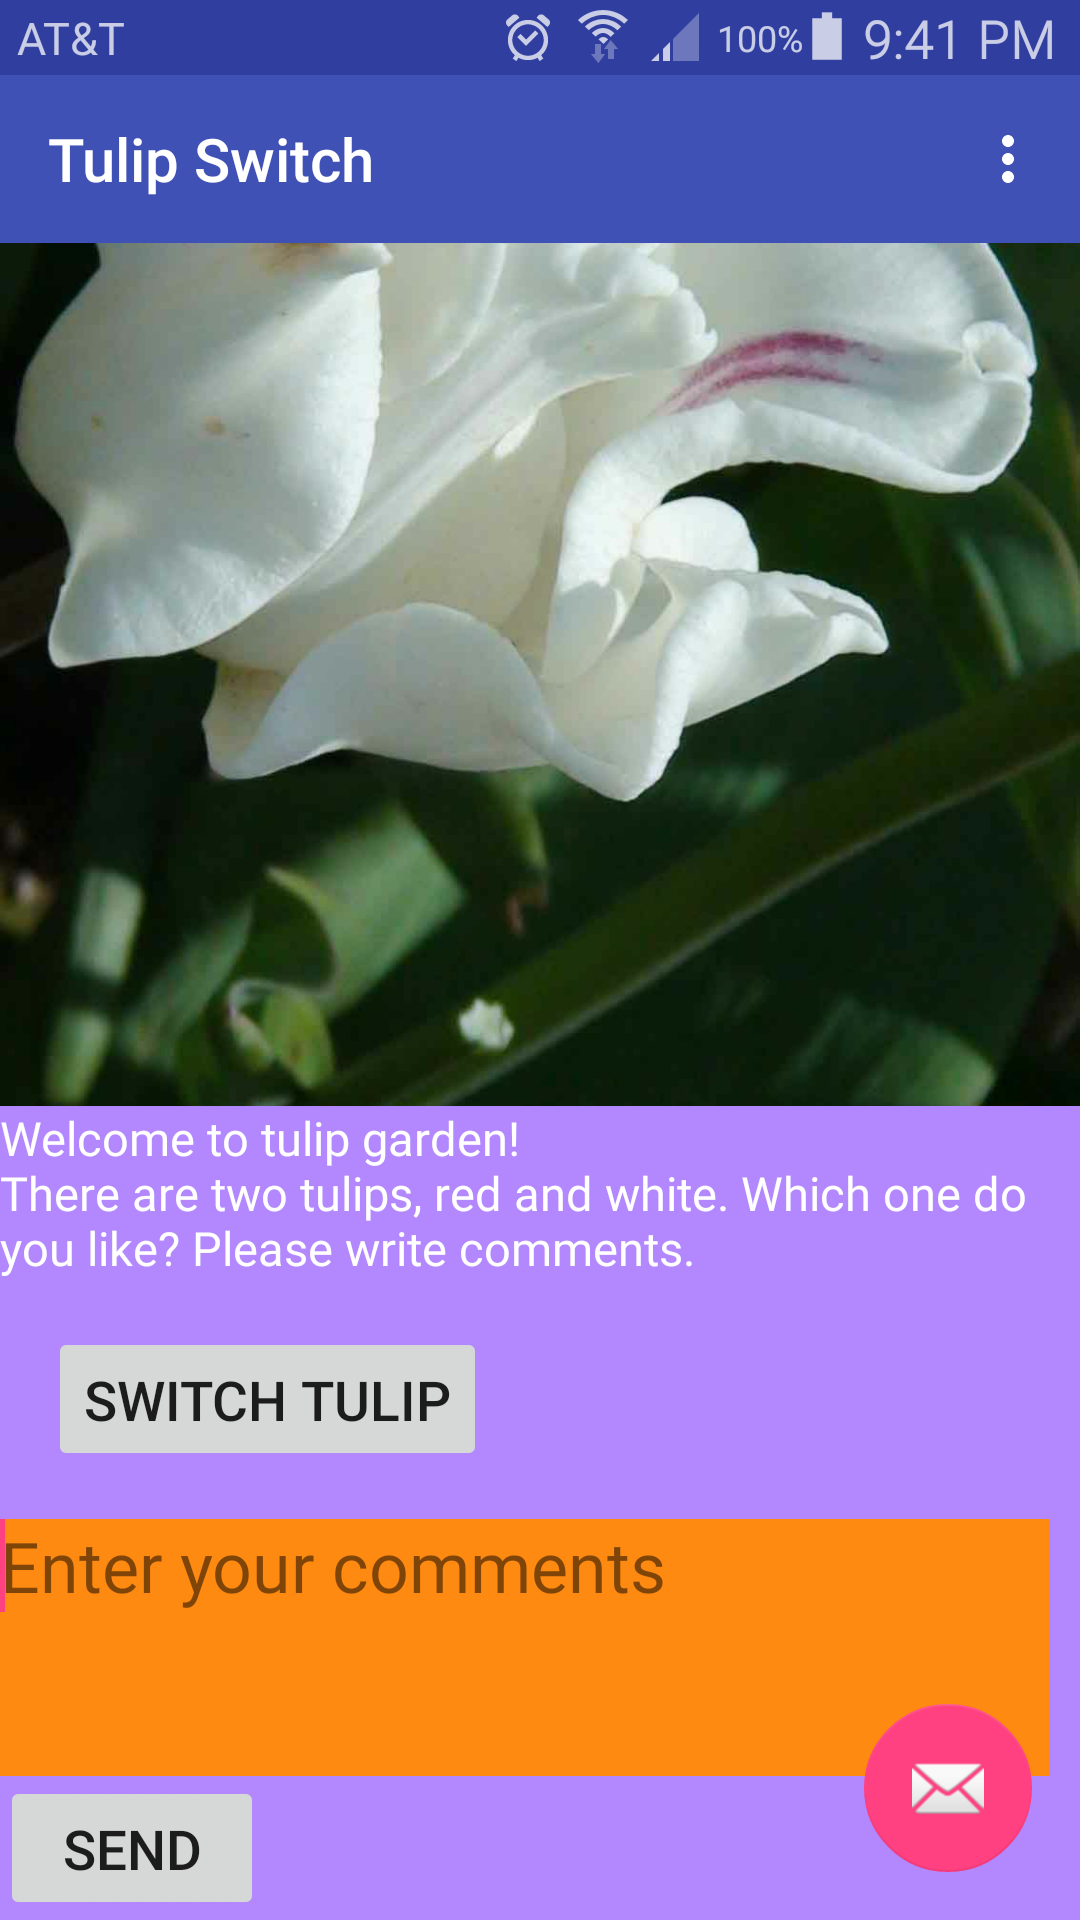 AT&T 100% 9:41 PM
Tulip Switch
Welcome to tulip garden!
There are two tulips, red and white. Which one do
you like? Please write comments.
SWITCH TULIP
Enter your comments
SEND